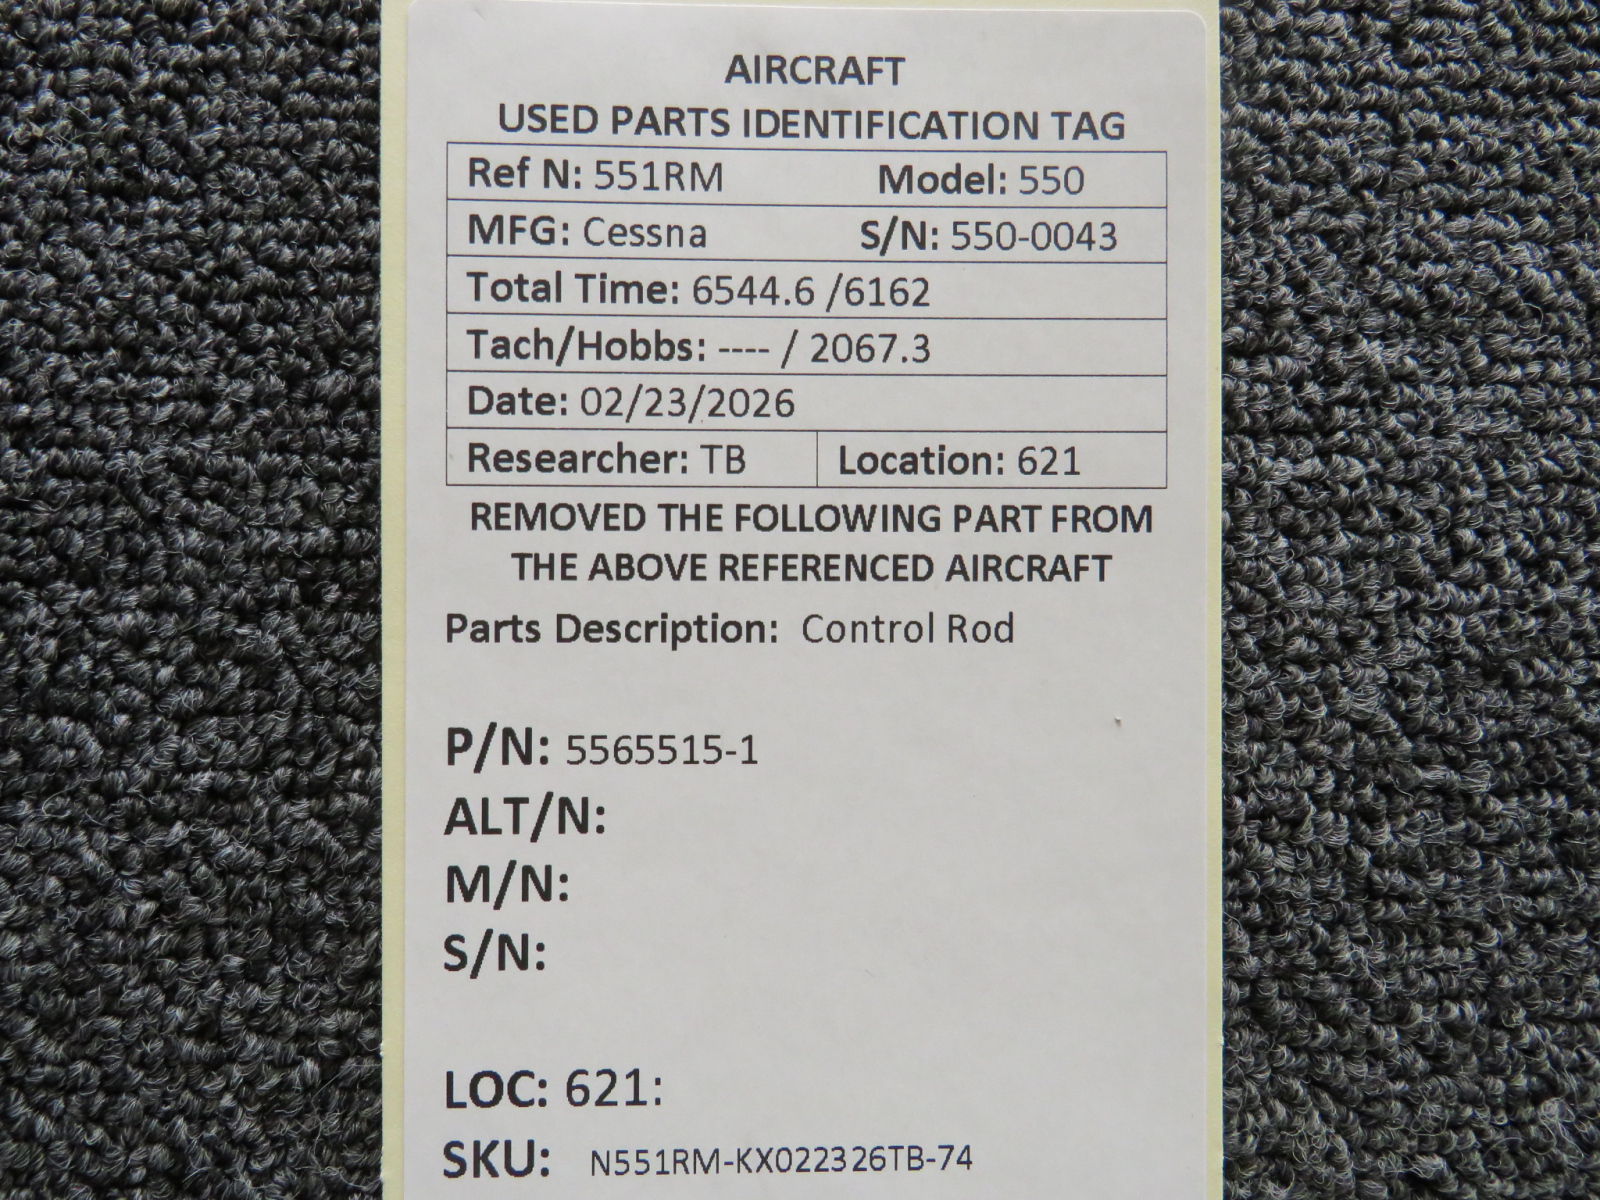 AIRCRAFT
USED PARTS IDENTIFICATION TAG
Ref N: 551RM Model: 550
MFG: Cessna S/N: 550-0043
Total Time: 6544.6 /6162
Tach/Hobbs: ---- / 2067.3
Date: 02/23/2026
Researcher: TB Location: 621
REMOVED THE FOLLOWING PART FROM
THE ABOVE REFERENCED AIRCRAFT
Parts Description: Control Rod
P/N: 5565515-1
ALT/N:
M/N:
S/N:
LOC: 621:
SKU: N551RM-KX022326TB-74